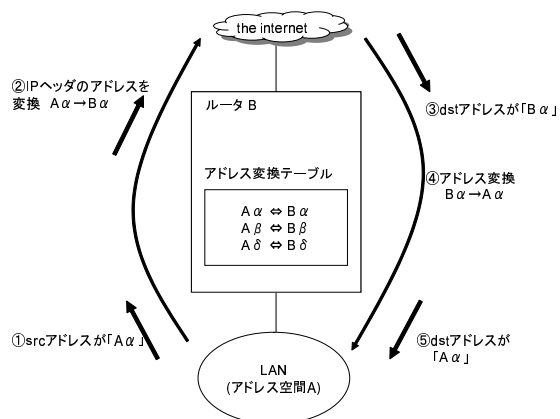 the internet
②IPヘッダのアドレスを
変換 Aα→Bα
ルータ B
③dstアドレスが「Bα」
アドレス変換テーブル
④アドレス変換
Bα→Aα
Aα ⇔ Bα
Aβ ⇔ Bβ
Aδ ⇔ Bδ
①srcアドレスが「Aα」
⑤dstアドレスが
「Aα」
LAN
(アドレス空間A)